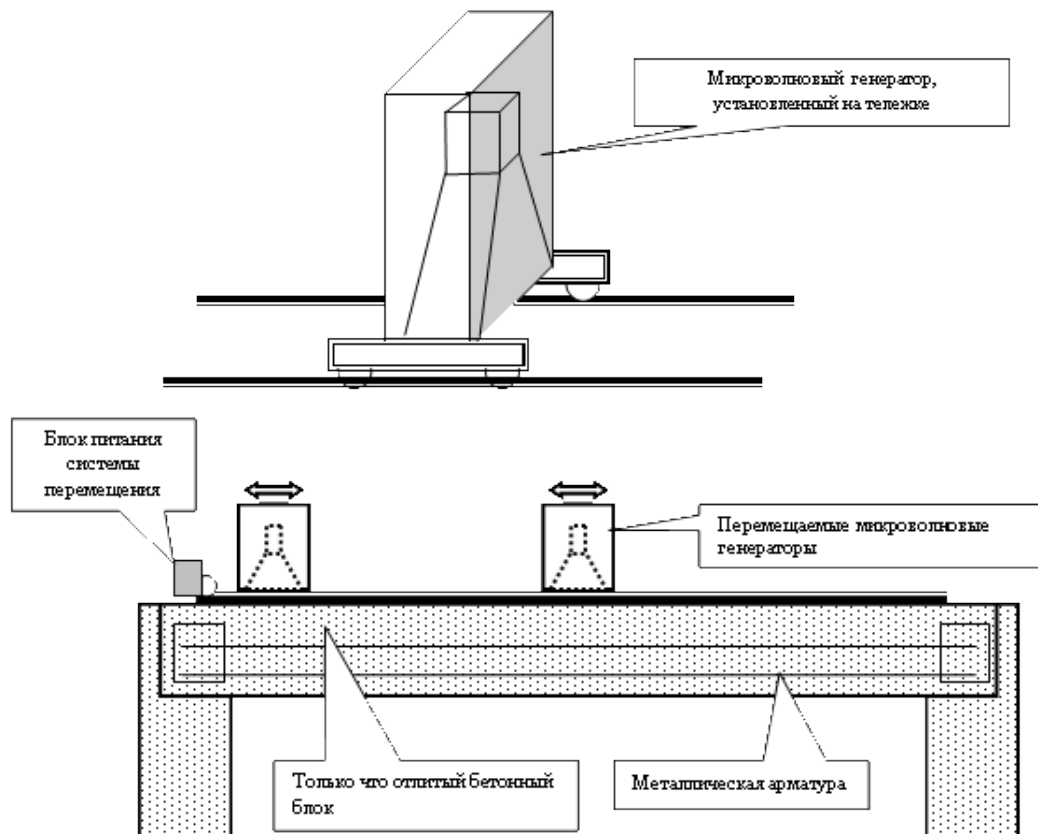 Микроволновый генератор,
установленный на тележке
Блок питания
системы
перемещения
Перемещаемые микроволновые
генераторы
Только что отлитый бетонный
блок
Металлическая арматура